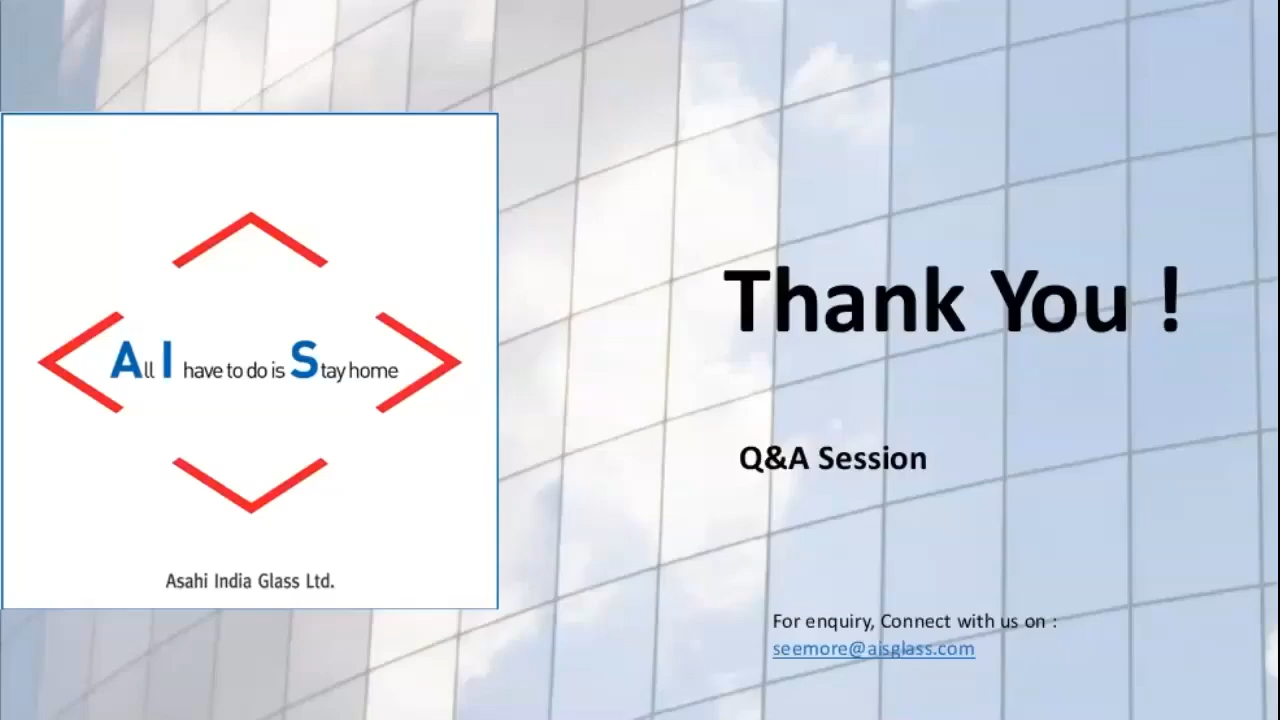 All I have to do is Stay home
Asahi India Glass Ltd.
Thank You !
Q&A Session
For enquiry, Connect with us on :
seemore@aisglass.com